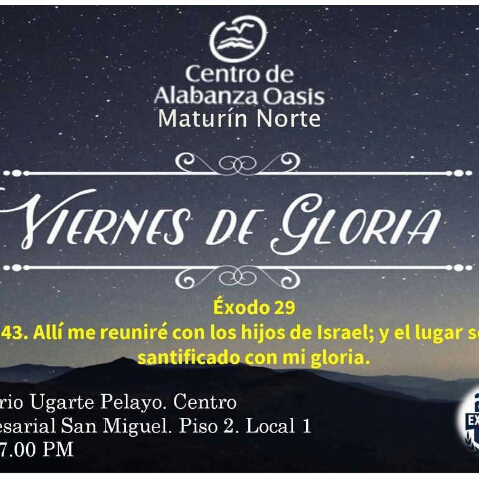 Centro de
Alabanza Oasis
Maturín Norte
VIERNES DE GLORIA
Éxodo 29
43. Allí me reuniré con los hijos de Israel; y el lugar s
santificado con mi gloria.
rio Ugarte Pelayo. Centro
esarial San Miguel. Piso 2. Local 1
7.00 PM
EX